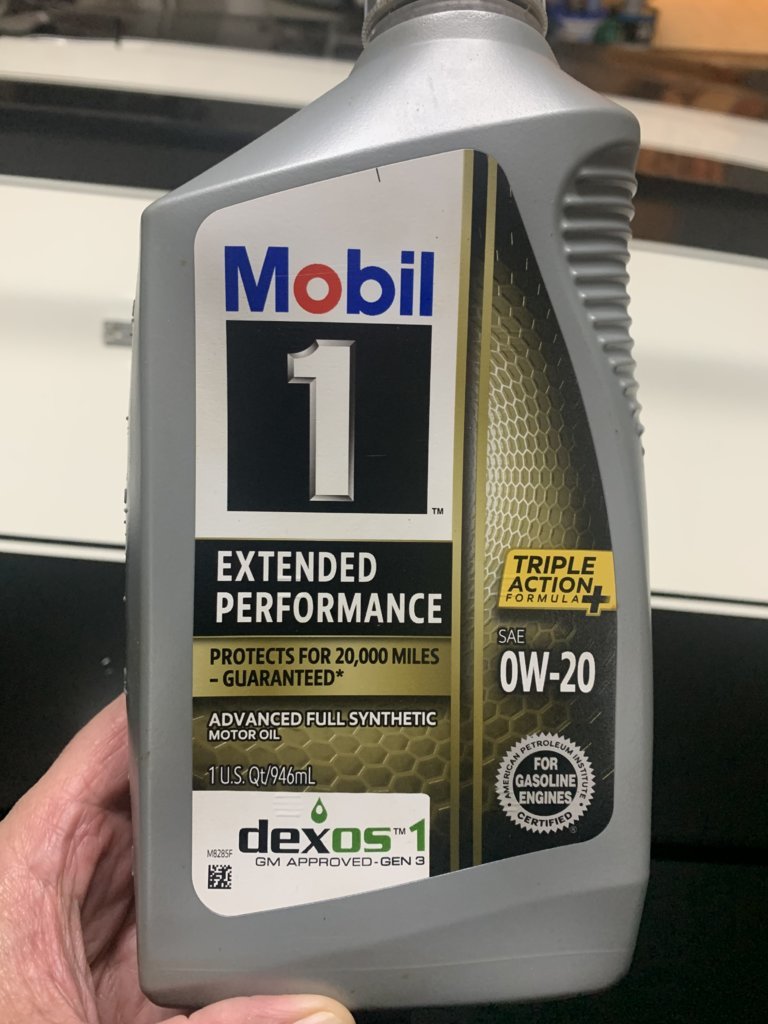 Mobil
1
™
EXTENDED
PERFORMANCE
PROTECTS FOR 20,000 MILES
– GUARANTEED*
ADVANCED FULL SYNTHETIC
MOTOR OIL
1 U.S. Qt/946mL
TRIPLE
ACTION
FORMULA+
SAE
0W-20
AMERICAN PETROLEUM INSTITUTE
FOR
GASOLINE
ENGINES
CERTIFIED
®
dexos™1
GM APPROVED-GEN 3
M8285F